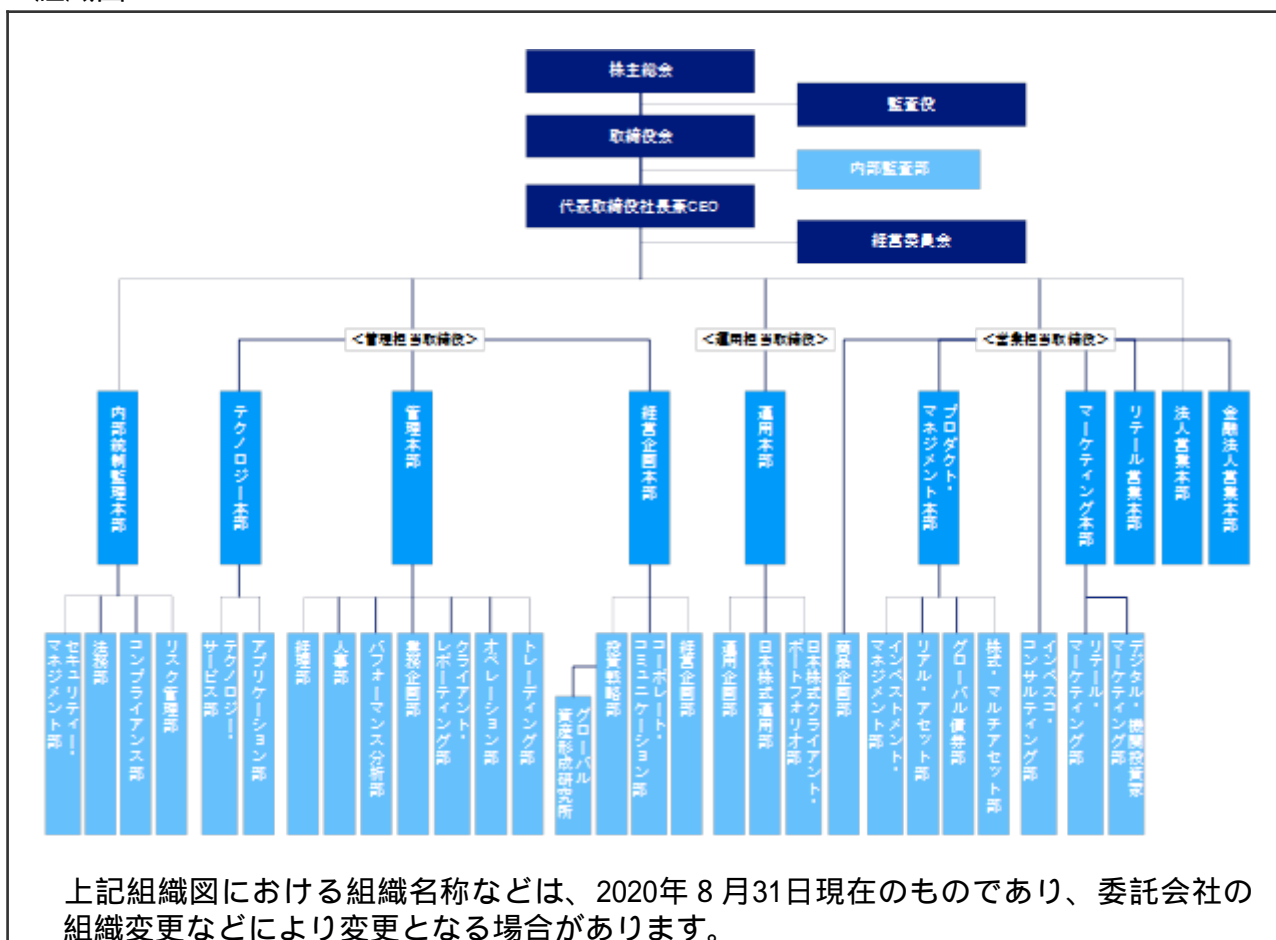 株主総会
監査役
取締役会
内部監査部
代表取締役社長兼CEO
経営委員会
＜管理担当取締役＞
＜運用担当取締役＞
＜営業担当取締役＞
内部統制監理本部
テクノロジー本部
管理本部
経営企画本部
運用本部
プロダクト・
マネジメント本部
マーケティング本部
リテール営業本部
法人営業本部
金融法人営業本部
セキュリティー・
マネジメント部
法務部
コンプライアンス部
リスク管理部
テクノロジー・
サービス部
アプリケーション部
経理部
人事部
パフォーマンス分析部
業務企画部
クライアント・
レポーティング部
オペレーション部
トレーディング部
グローバル
資産形成研究所
投資戦略部
コーポレート・
コミュニケーション部
経営企画部
運用企画部
日本株式運用部
日本株式クライアント・
ポートフォリオ部
商品企画部
インベストメント・
マネジメント部
リアル・アセット部
グローバル債券部
株式・マルチアセット部
インベスコ・
コンサルティング部
リテール・
マーケティング部
デジタル・機関投資家
マーケティング部
上記組織図における組織名称などは、2020年８月31日現在のものであり、委託会社の
組織変更などにより変更となる場合があります。